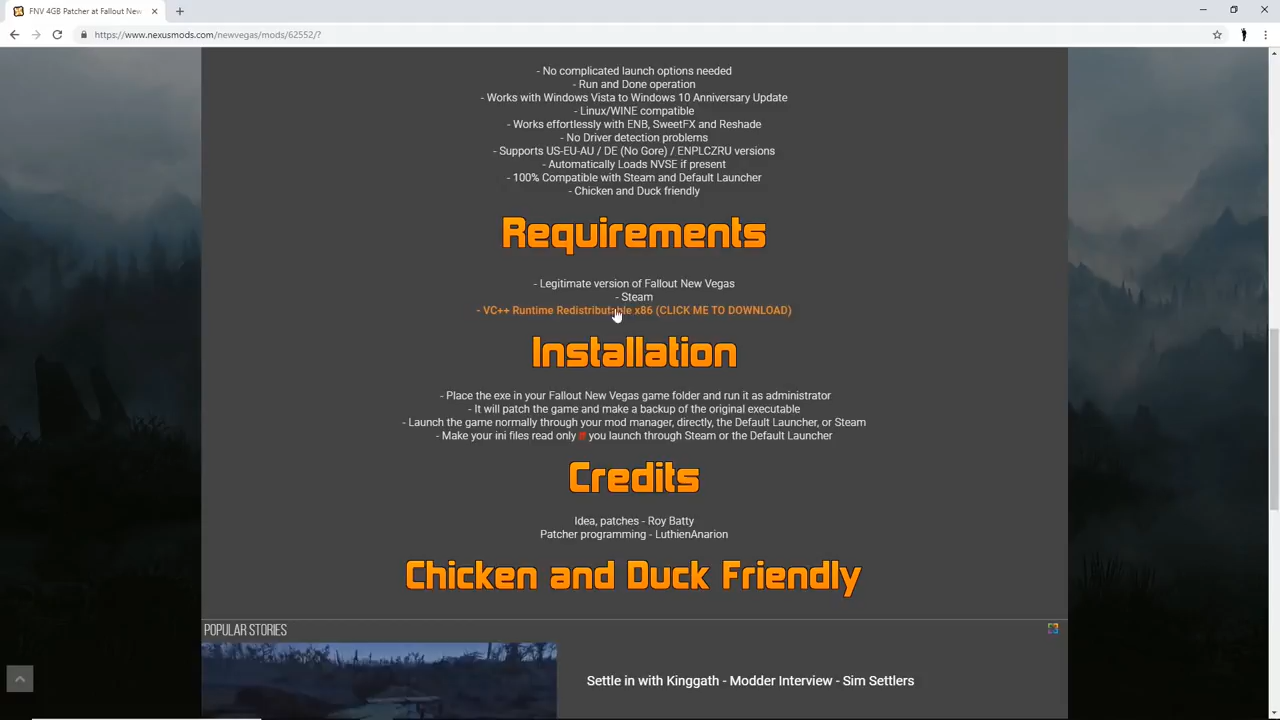 FNV 4GB Patcher at Fallout New
https://www.nexusmods.com/newvegas/mods/62552/?
- No complicated launch options needed
- Run and Done operation
- Works with Windows Vista to Windows 10 Anniversary Update
- Linux/WINE compatible
- Works effortlessly with ENB, SweetFX and Reshade
- No Driver detection problems
- Supports US-EU-AU / DE (No Gore) / ENPLCZRU versions
- Automatically Loads NVSE if present
- 100% Compatible with Steam and Default Launcher
- Chicken and Duck friendly
Requirements
- Legitimate version of Fallout New Vegas
- Steam
- VC++ Runtime Redistributable x86 (CLICK ME TO DOWNLOAD)
Installation
- Place the exe in your Fallout New Vegas game folder and run it as administrator
- It will patch the game and make a backup of the original executable
- Launch the game normally through your mod manager, directly, the Default Launcher, or Steam
- Make your ini files read only if you launch through Steam or the Default Launcher
Credits
Idea, patches - Roy Batty
Patcher programming - LuthienAnarion
Chicken and Duck Friendly
POPULAR STORIES
Settle in with Kinggath - Modder Interview - Sim Settlers